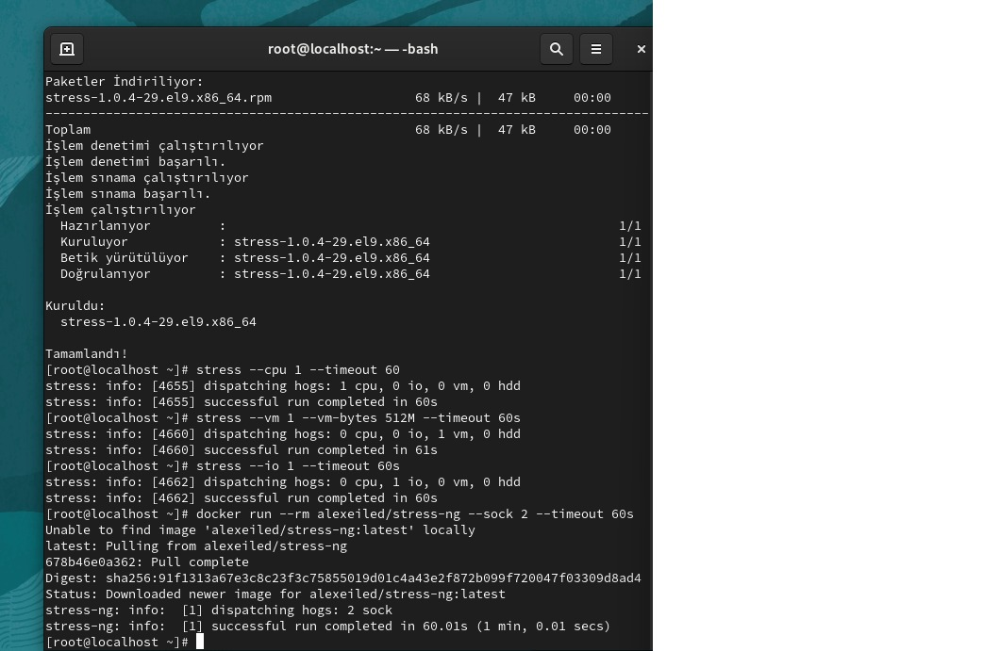 root@localhost:~ — -bash
Paketler İndiriliyor:
stress-1.0.4-29.el9.x86_64.rpm                   68 kB/s |  47 kB     00:00
--------------------------------------------------------------------------------
Toplam                                           68 kB/s |  47 kB     00:00
İşlem denetimi çalıştırılıyor
İşlem denetimi başarılı.
İşlem sınama çalıştırılıyor
İşlem sınama başarılı.
İşlem çalıştırılıyor
  Hazırlanıyor         :                                                    1/1
  Kuruluyor            : stress-1.0.4-29.el9.x86_64                         1/1
  Betik yürütülüyor    : stress-1.0.4-29.el9.x86_64                         1/1
  Doğrulanıyor         : stress-1.0.4-29.el9.x86_64                         1/1
Kuruldu:
  stress-1.0.4-29.el9.x86_64
Tamamlandı!
[root@localhost ~]# stress --cpu 1 --timeout 60
stress: info: [4655] dispatching hogs: 1 cpu, 0 io, 0 vm, 0 hdd
stress: info: [4655] successful run completed in 60s
[root@localhost ~]# stress --vm 1 --vm-bytes 512M --timeout 60s
stress: info: [4660] dispatching hogs: 0 cpu, 0 io, 1 vm, 0 hdd
stress: info: [4660] successful run completed in 61s
[root@localhost ~]# stress --io 1 --timeout 60s
stress: info: [4662] dispatching hogs: 0 cpu, 1 io, 0 vm, 0 hdd
stress: info: [4662] successful run completed in 60s
[root@localhost ~]# docker run --rm alexeiled/stress-ng --sock 2 --timeout 60s
Unable to find image 'alexeiled/stress-ng:latest' locally
latest: Pulling from alexeiled/stress-ng
678b46e0a362: Pull complete
Digest: sha256:91f1313a67e3c8c23f3c75855019d01c4a43e2f872b099f720047f03309d8ad4
Status: Downloaded newer image for alexeiled/stress-ng:latest
stress-ng: info:  [1] dispatching hogs: 2 sock
stress-ng: info:  [1] successful run completed in 60.01s (1 min, 0.01 secs)
[root@localhost ~]#